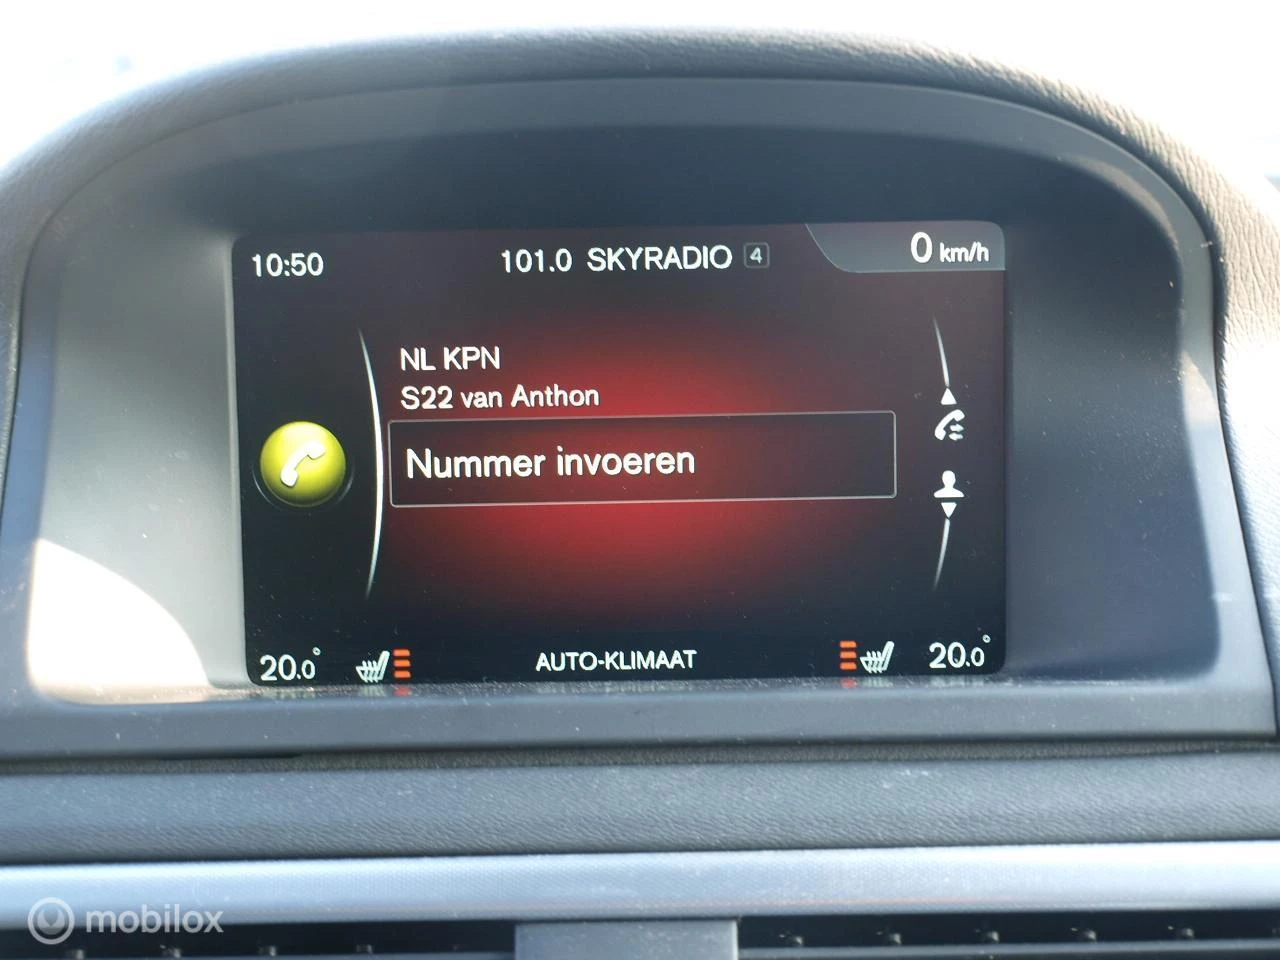 10:50 101.0 SKYRADIO 4 0 km/h
NL KPN
S22 van Anthon
Nummer invoeren
20.0° AUTO-KLIMAAT 20.0°
mobilox